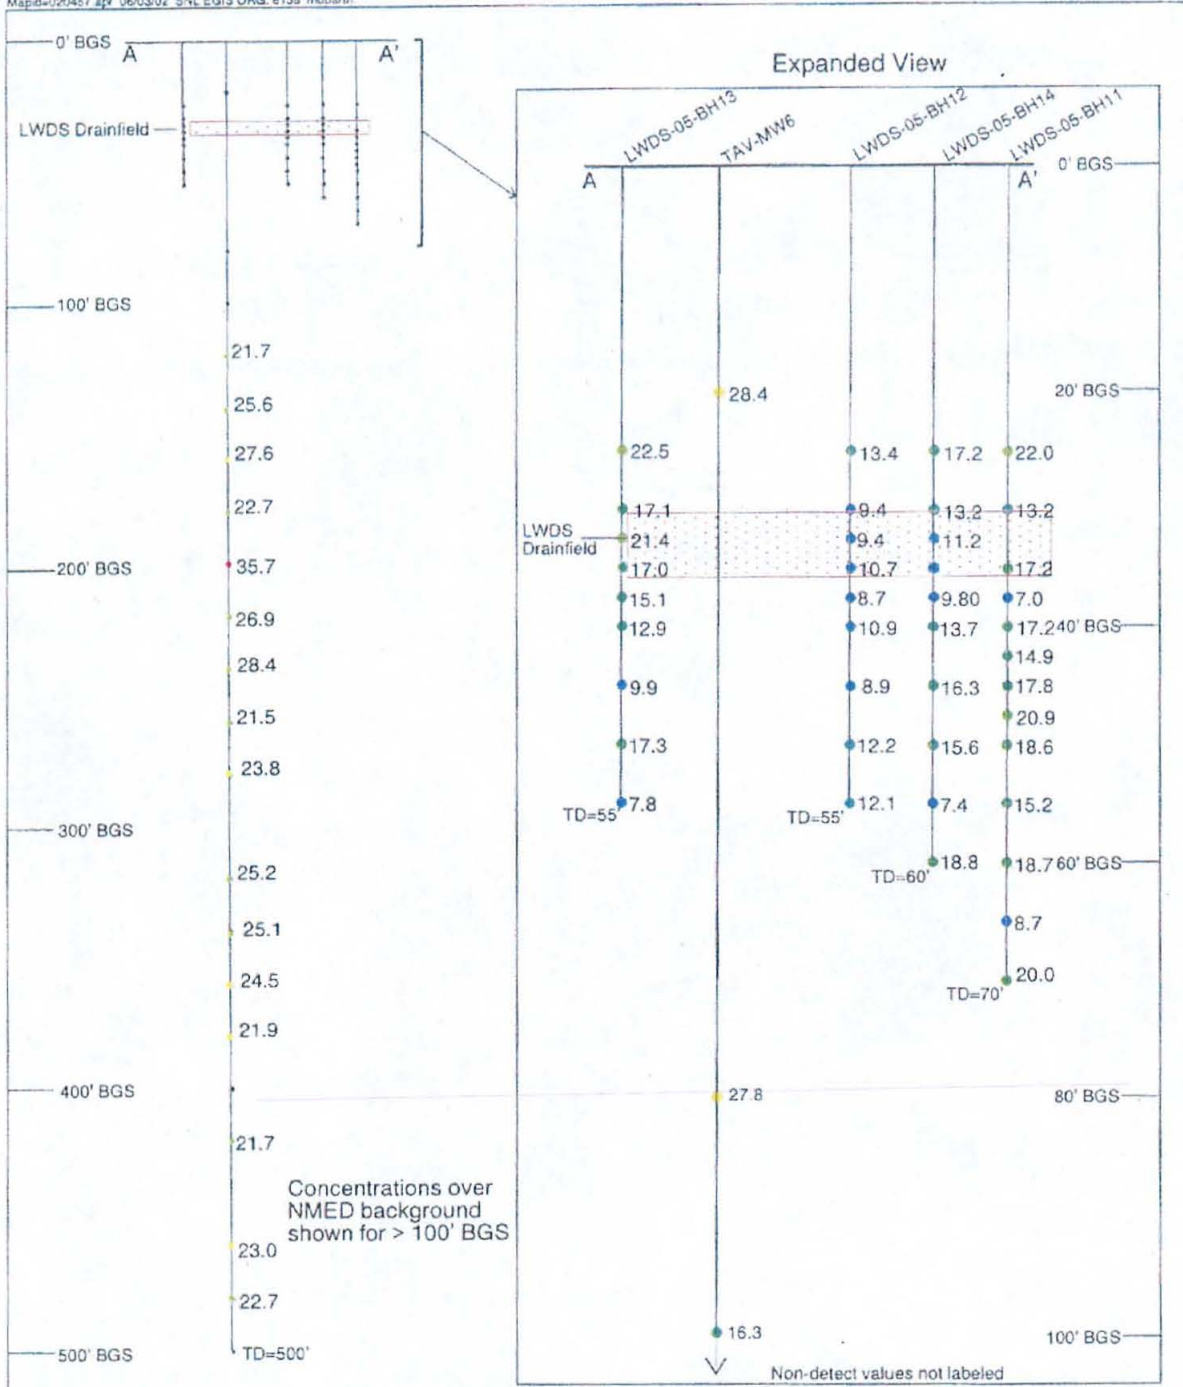 0' BGS
A
A'
LWDS Drainfield
100' BGS
21.7
25.6
27.6
22.7
35.7
200' BGS
26.9
28.4
21.5
23.8
300' BGS
25.2
25.1
24.5
21.9
400' BGS
21.7
Concentrations over
NMED background
shown for > 100' BGS
23.0
22.7
500' BGS
TD=500'
Expanded View
LWDS-05-BH13
TAV-MW6
LWDS-05-BH12
LWDS-05-BH14
LWDS-05-BH11
0' BGS
A
A'
20' BGS
28.4
22.5
13.4
17.2
22.0
17.1
9.4
13.2
13.2
LWDS
Drainfield
21.4
9.4
11.2
17.0
10.7
17.2
15.1
8.7
9.80
7.0
12.9
10.9
13.7
17.2
40' BGS
14.9
9.9
8.9
16.3
17.8
20.9
17.3
12.2
15.6
18.6
7.8
12.1
7.4
15.2
TD=55'
TD=55'
18.8
18.7
60' BGS
TD=60'
8.7
20.0
TD=70'
27.8
80' BGS
16.3
100' BGS
Non-detect values not labeled